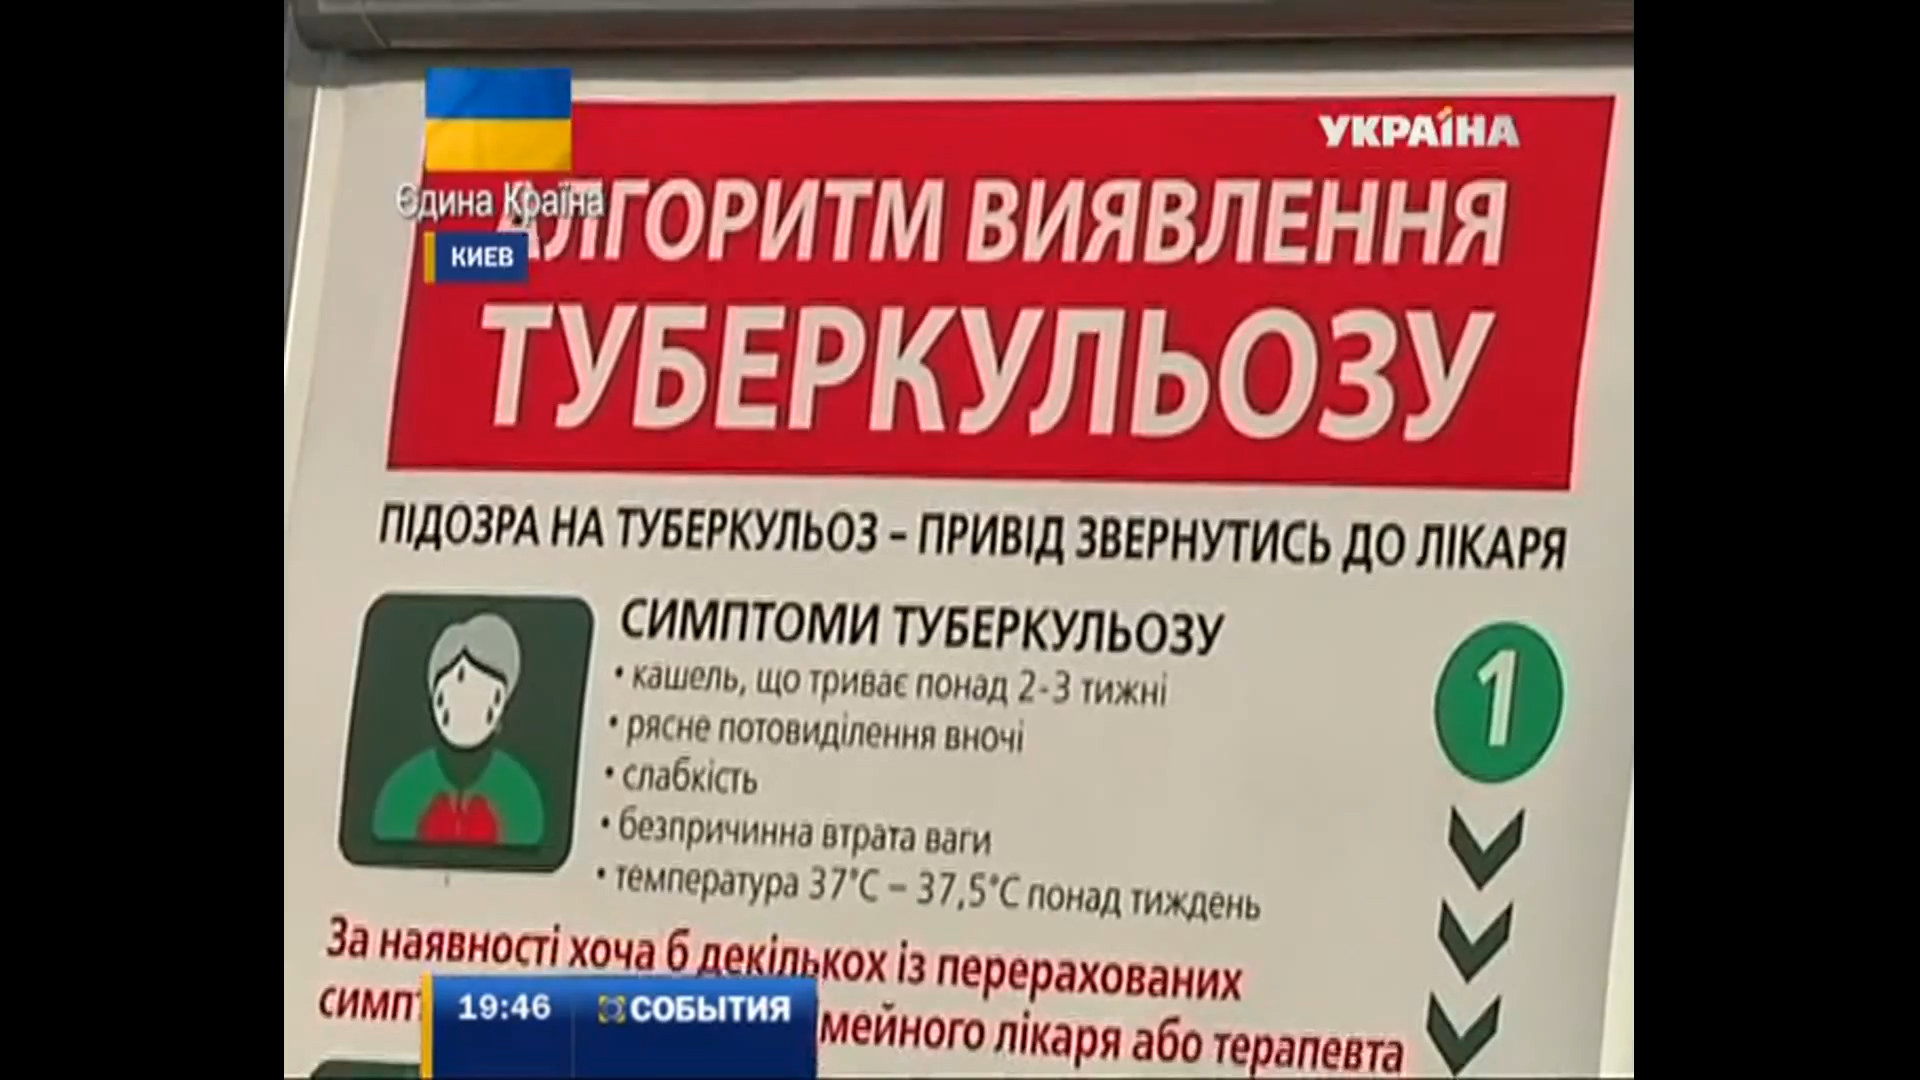 УКРАЇНА
Єдина Країна
КИЕВ
АЛГОРИТМ ВИЯВЛЕННЯ
ТУБЕРКУЛЬОЗУ
ПІДОЗРА НА ТУБЕРКУЛЬОЗ – ПРИВІД ЗВЕРНУТИСЬ ДО ЛІКАРЯ
СИМПТОМИ ТУБЕРКУЛЬОЗУ
1
• кашель, що триває понад 2-3 тижні
• рясне потовиділення вночі
• слабкість
• безпричинна втрата ваги
• температура 37°C – 37,5°C понад тиждень
За наявності хоча б декількох із перерахованих
лікаря або терапевта
19:46 СОБЫТИЯ